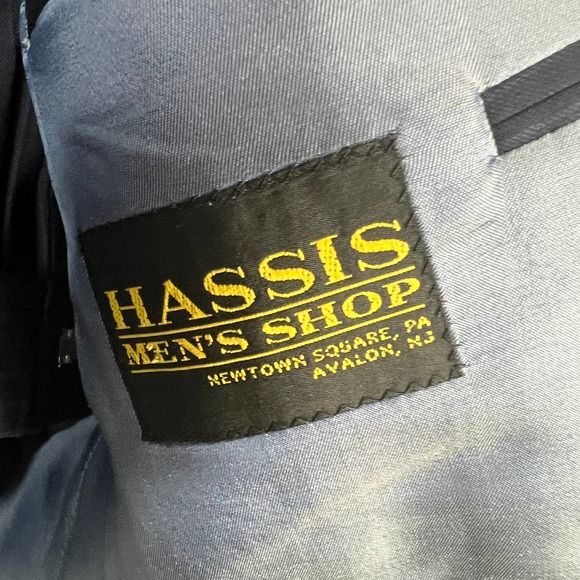 HASSIS
MEN'S SHOP
NEWTOWN SQUARE, PA
AVALON, NJ